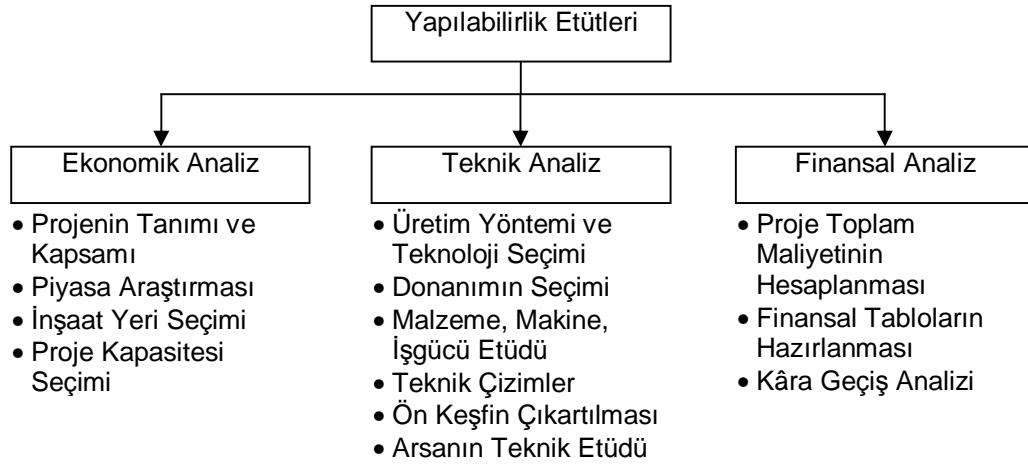 Yapılabilirlik Etütleri
Ekonomik Analiz
• Projenin Tanımı ve
Kapsamı
• Piyasa Araştırması
• İnşaat Yeri Seçimi
• Proje Kapasitesi
Seçimi
Teknik Analiz
• Üretim Yöntemi ve
Teknoloji Seçimi
• Donanımın Seçimi
• Malzeme, Makine,
İşgücü Etüdü
• Teknik Çizimler
• Ön Keşfin Çıkartılması
• Arsanın Teknik Etüdü
Finansal Analiz
• Proje Toplam
Maliyetinin
Hesaplanması
• Finansal Tabloların
Hazırlanması
• Kâra Geçiş Analizi